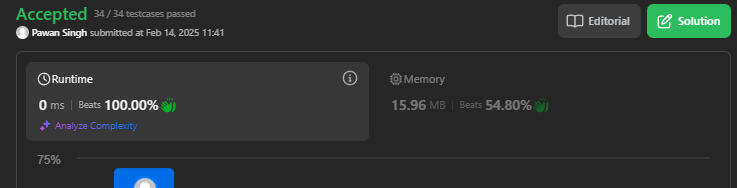 Accepted 34 / 34 testcases passed
Editorial
Solution
Pawan Singh submitted at Feb 14, 2025 11:41
Runtime
0 ms | Beats 100.00%
Analyze Complexity
Memory
15.96 MB | Beats 54.80%
75%